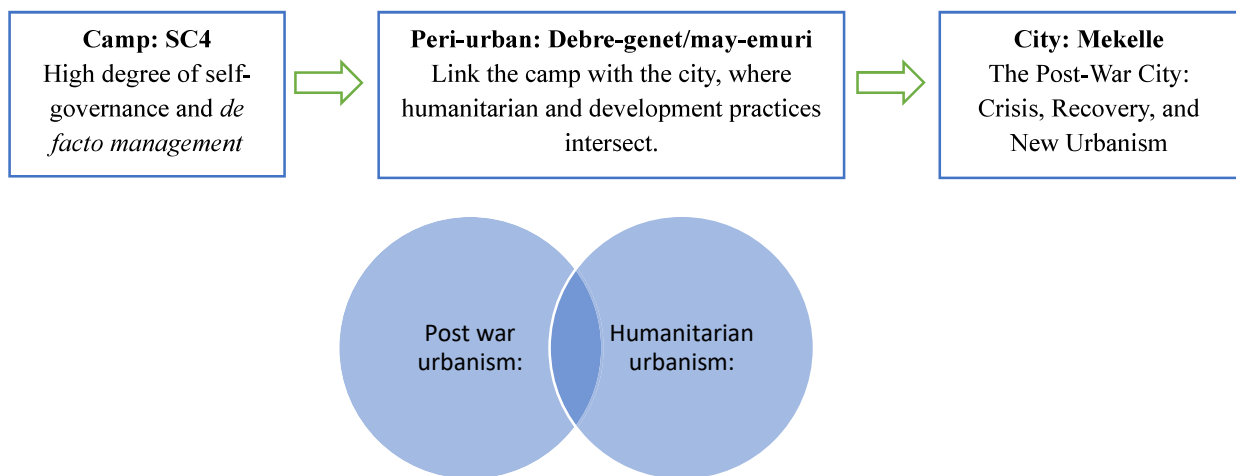 Camp: SC4
High degree of self-
governance and de
facto management
Peri-urban: Debre-genet/may-emuri
Link the camp with the city, where
humanitarian and development practices
intersect.
City: Mekelle
The Post-War City:
Crisis, Recovery, and
New Urbanism
Post war
urbanism:
Humanitarian
urbanism: